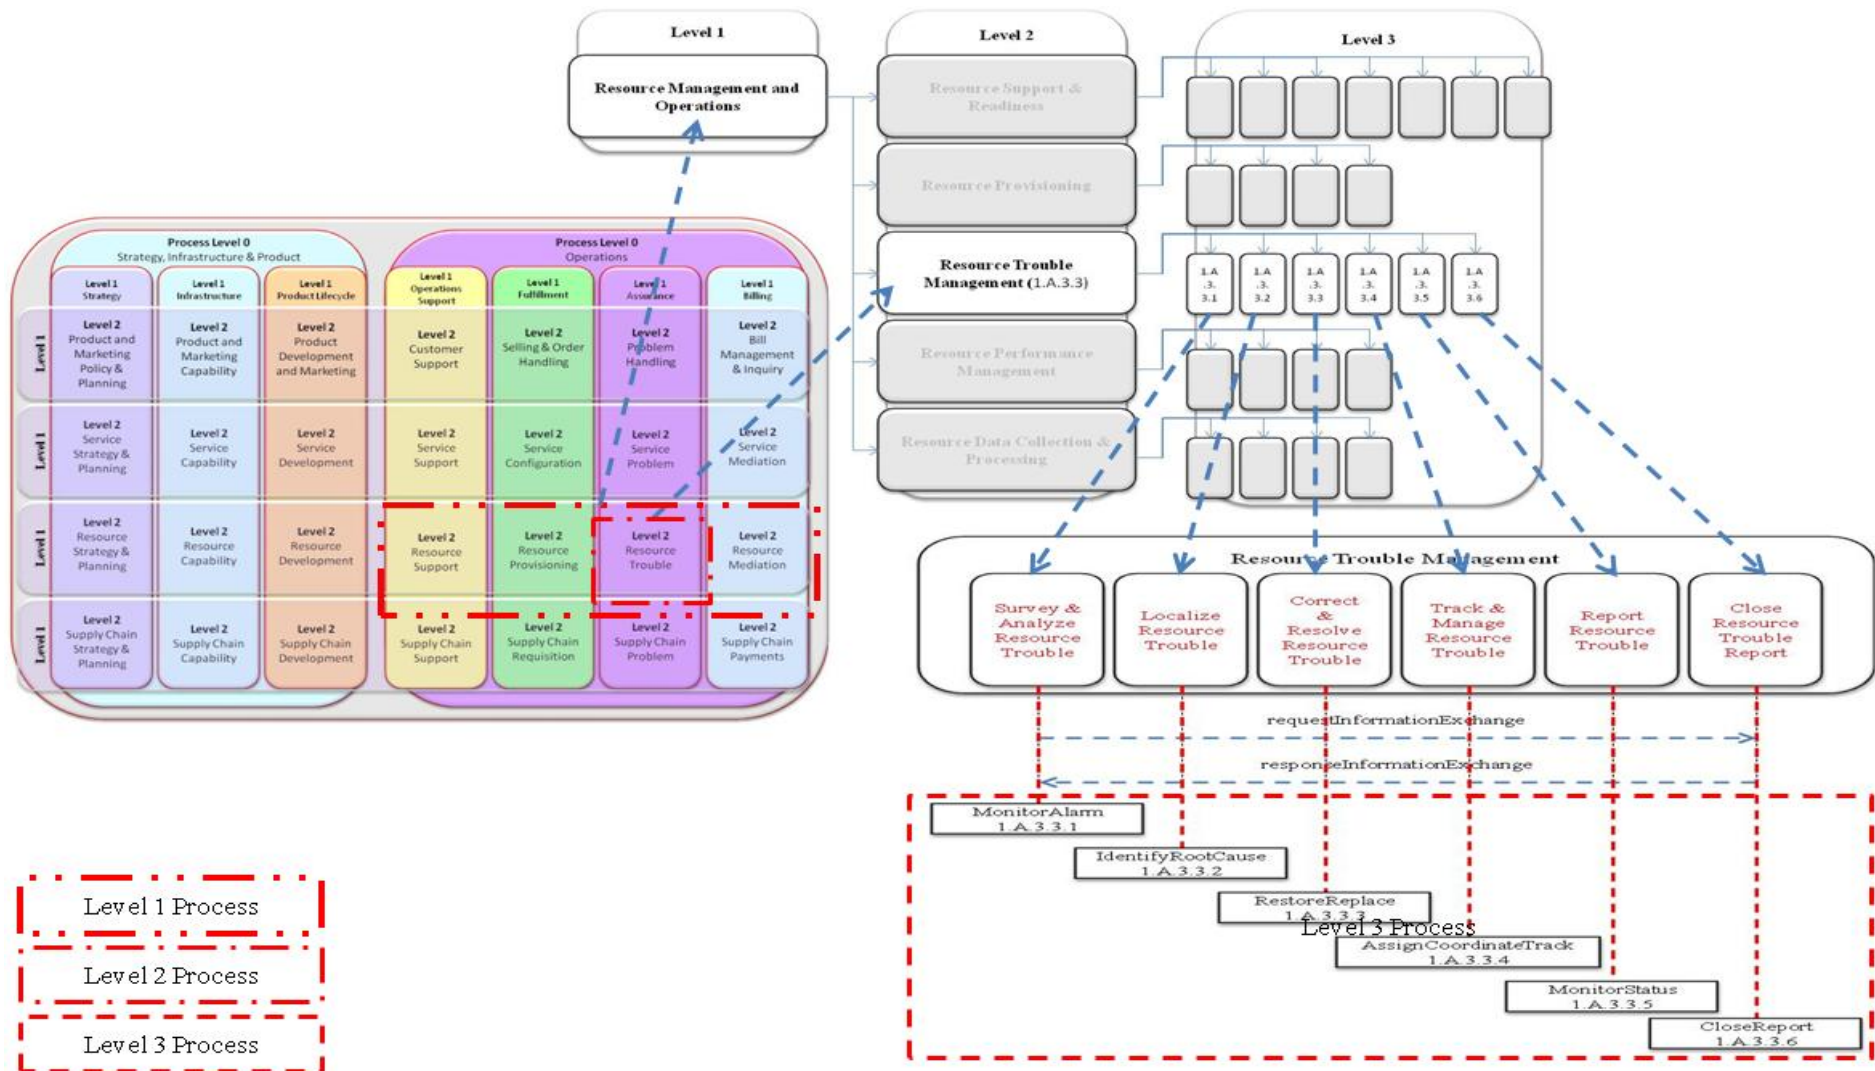 Level 1
Resource Management and
Operations
Level 2
Resource Support &
Readiness
Resource Provisioning
Resource Trouble
Management (1.A.3.3)
Resource Performance
Management
Resource Data Collection &
Processing
Level 3
1.A
.3.
3.1
1.A
.3.
3.2
1.A
.3.
3.3
1.A
.3.
3.4
1.A
.3.
3.5
1.A
.3.
3.6
Process Level 0
Strategy, Infrastructure & Product
Process Level 0
Operations
Level 1
Strategy
Level 1
Infrastructure
Level 1
Product Lifecycle
Level 1
Operations
Support
Level 1
Fulfillment
Level 1
Assurance
Level 1
Billing
Level 1
Level 2
Product and
Marketing
Policy &
Planning
Level 2
Product and
Marketing
Capability
Level 2
Product
Development
and Marketing
Level 2
Customer
Support
Level 2
Selling & Order
Handling
Level 2
Problem
Handling
Level 2
Bill
Management
& Inquiry
Level 1
Level 2
Service
Strategy &
Planning
Level 2
Service
Capability
Level 2
Service
Development
Level 2
Service
Support
Level 2
Service
Configuration
Level 2
Service
Problem
Level 2
Service
Mediation
Level 1
Level 2
Resource
Strategy &
Planning
Level 2
Resource
Capability
Level 2
Resource
Development
Level 2
Resource
Support
Level 2
Resource
Provisioning
Level 2
Resource
Trouble
Level 2
Resource
Mediation
Level 1
Level 2
Supply Chain
Strategy &
Planning
Level 2
Supply Chain
Capability
Level 2
Supply Chain
Development
Level 2
Supply Chain
Support
Level 2
Supply Chain
Requisition
Level 2
Supply Chain
Problem
Level 2
Supply Chain
Payments
Resource Trouble Management
Survey &
Analyze
Resource
Trouble
Localize
Resource
Trouble
Correct
&
Resolve
Resource
Trouble
Track &
Manage
Resource
Trouble
Report
Resource
Trouble
Close
Resource
Trouble
Report
requestInformationExchange
responseInformationExchange
MonitorAlarm
1.A.3.3.1
IdentifyRootCause
1.A.3.3.2
RestoreReplace
1.A.3.3.3
Level 3 Process
AssignCoordinateTrack
1.A.3.3.4
MonitorStatus
1.A.3.3.5
CloseReport
1.A.3.3.6
Level 1 Process
Level 2 Process
Level 3 Process